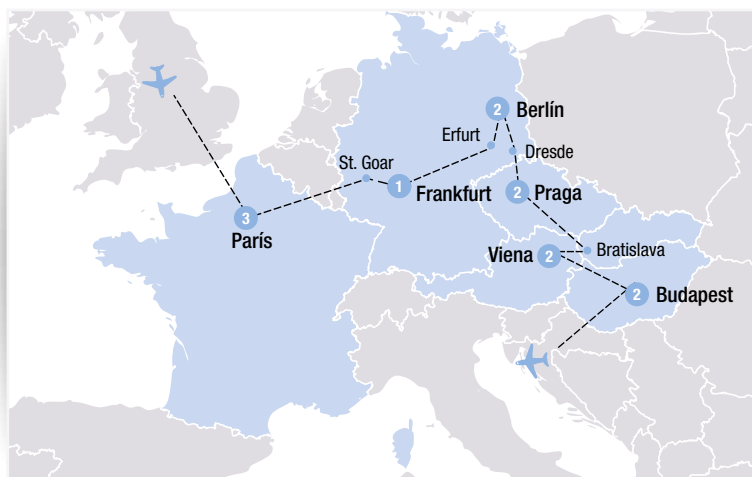 2 Berlín
Erfurt
Dresde
St. Goar
1 Frankfurt
2 Praga
3
París
Viena 2
Bratislava
2 Budapest